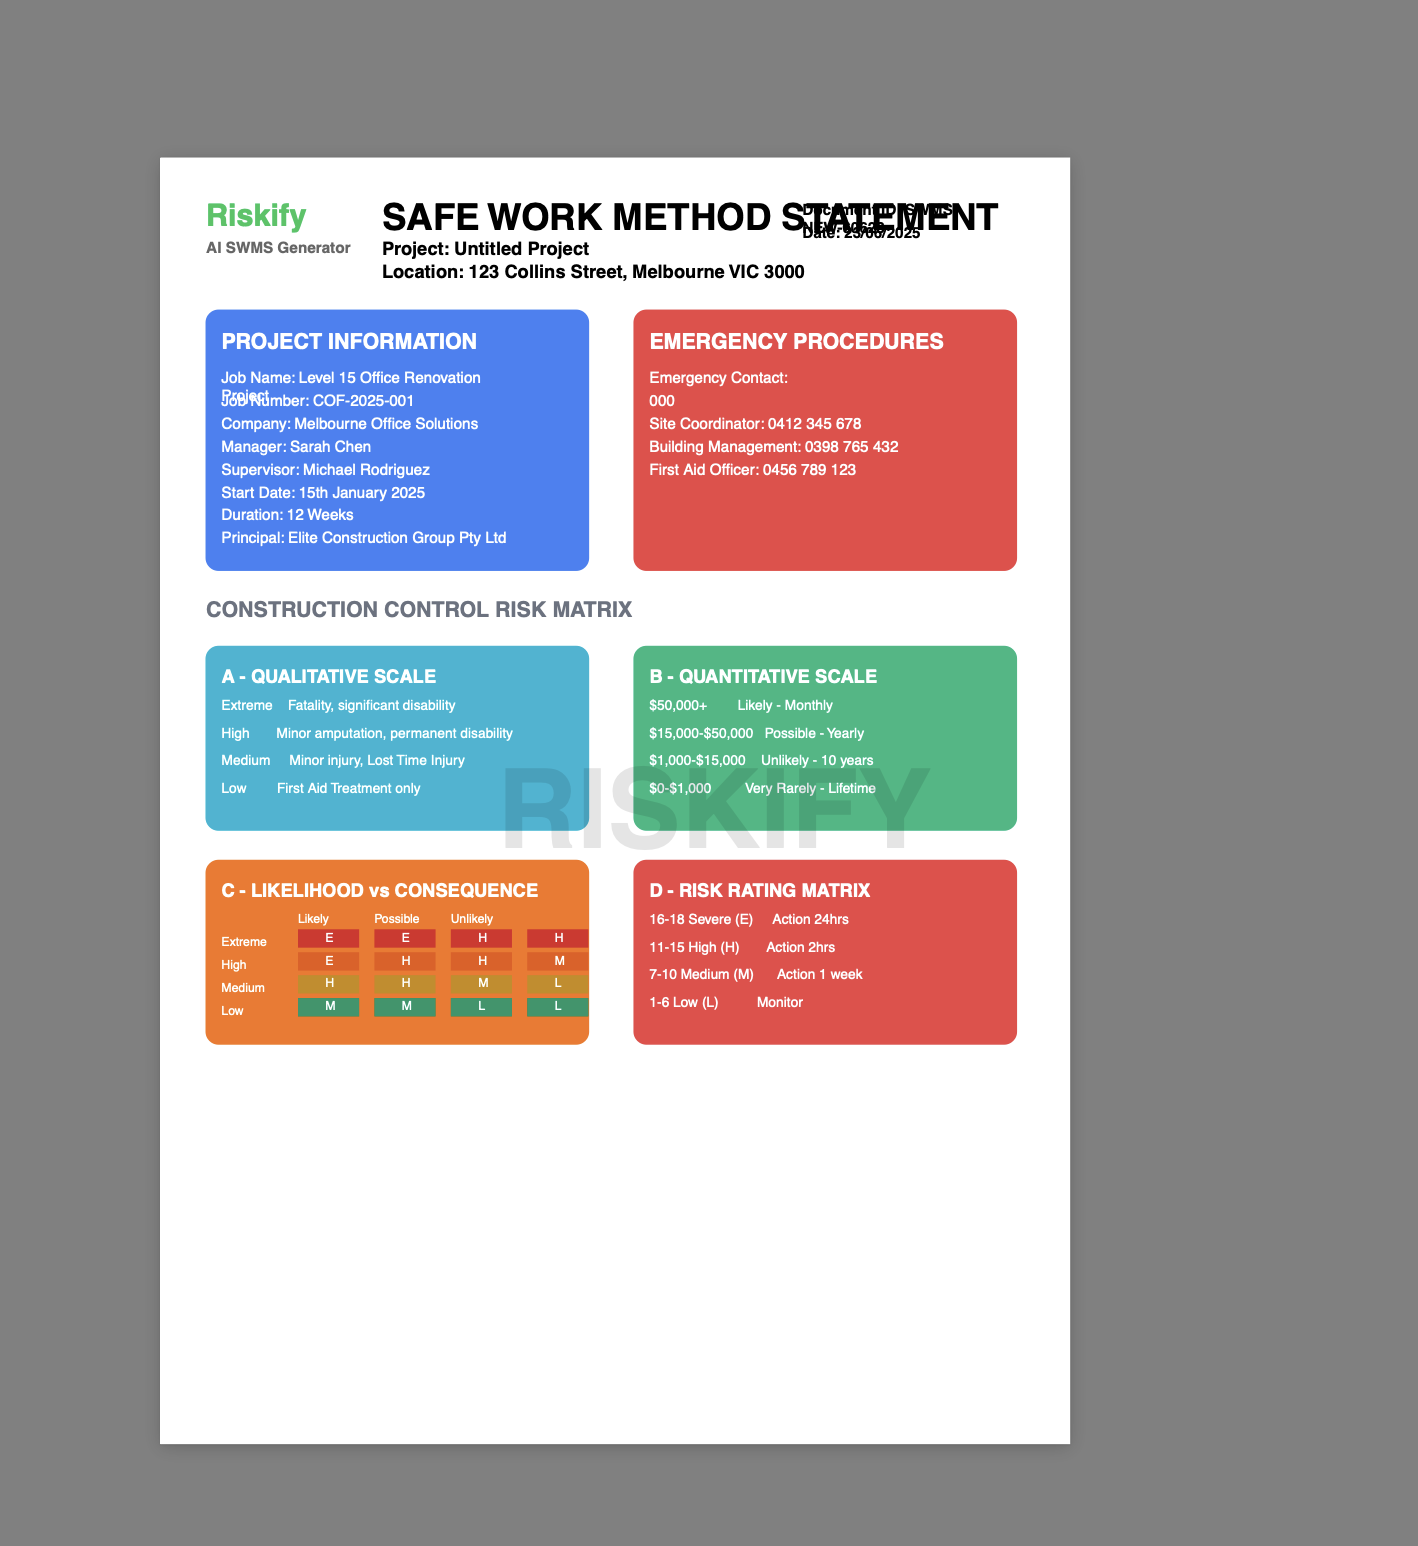 Riskify
AI SWMS Generator
SAFE WORK METHOD STATEMENT
Project: Untitled Project
Location: 123 Collins Street, Melbourne VIC 3000
Document ID: SWMS-
Date: 23/06/2025
PROJECT INFORMATION
Job Name: Level 15 Office Renovation
Project
Job Number: COF-2025-001
Company: Melbourne Office Solutions
Manager: Sarah Chen
Supervisor: Michael Rodriguez
Start Date: 15th January 2025
Duration: 12 Weeks
Principal: Elite Construction Group Pty Ltd
EMERGENCY PROCEDURES
Emergency Contact:
000
Site Coordinator: 0412 345 678
Building Management: 0398 765 432
First Aid Officer: 0456 789 123
CONSTRUCTION CONTROL RISK MATRIX
A - QUALITATIVE SCALE
Extreme Fatality, significant disability
High Minor amputation, permanent disability
Medium Minor injury, Lost Time Injury
Low First Aid Treatment only
B - QUANTITATIVE SCALE
$50,000+ Likely - Monthly
$15,000-$50,000 Possible - Yearly
$1,000-$15,000 Unlikely - 10 years
$0-$1,000 Very Rarely - Lifetime
RISKIFY
C - LIKELIHOOD vs CONSEQUENCE
Likely Possible Unlikely
Extreme E E H H
High E H H M
Medium H H M L
Low M M L L
D - RISK RATING MATRIX
16-18 Severe (E) Action 24hrs
11-15 High (H) Action 2hrs
7-10 Medium (M) Action 1 week
1-6 Low (L) Monitor